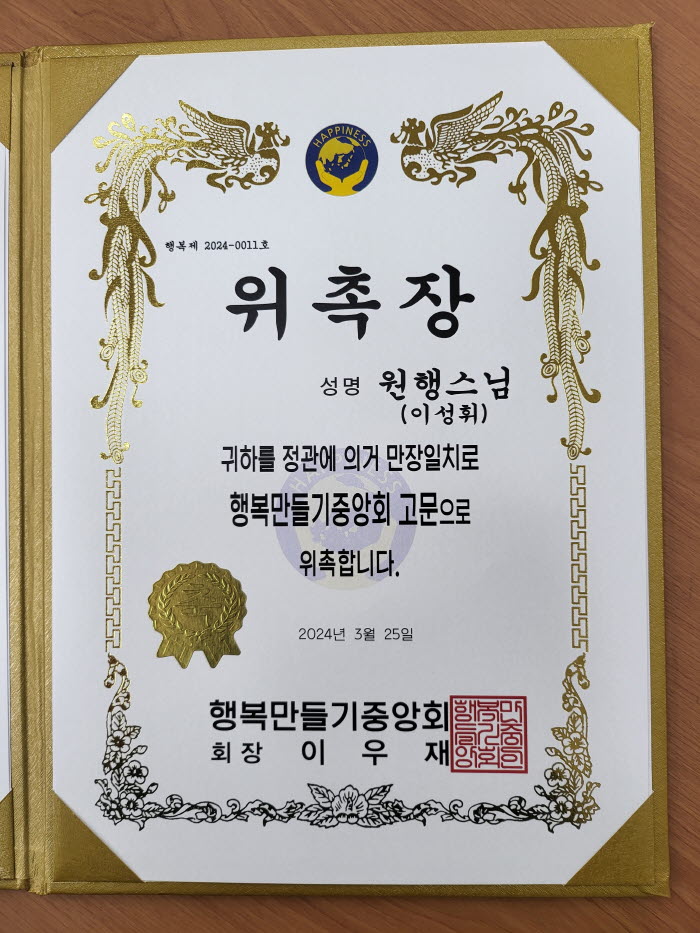 HAPPINESS
행복제 2024-0011호
위촉장
성명 원행스님
(이성휘)
귀하를 정관에 의거 만장일치로
행복만들기중앙회 고문으로
위촉합니다.
2024년 3월 25일
행복만들기중앙회
회장 이 우 재